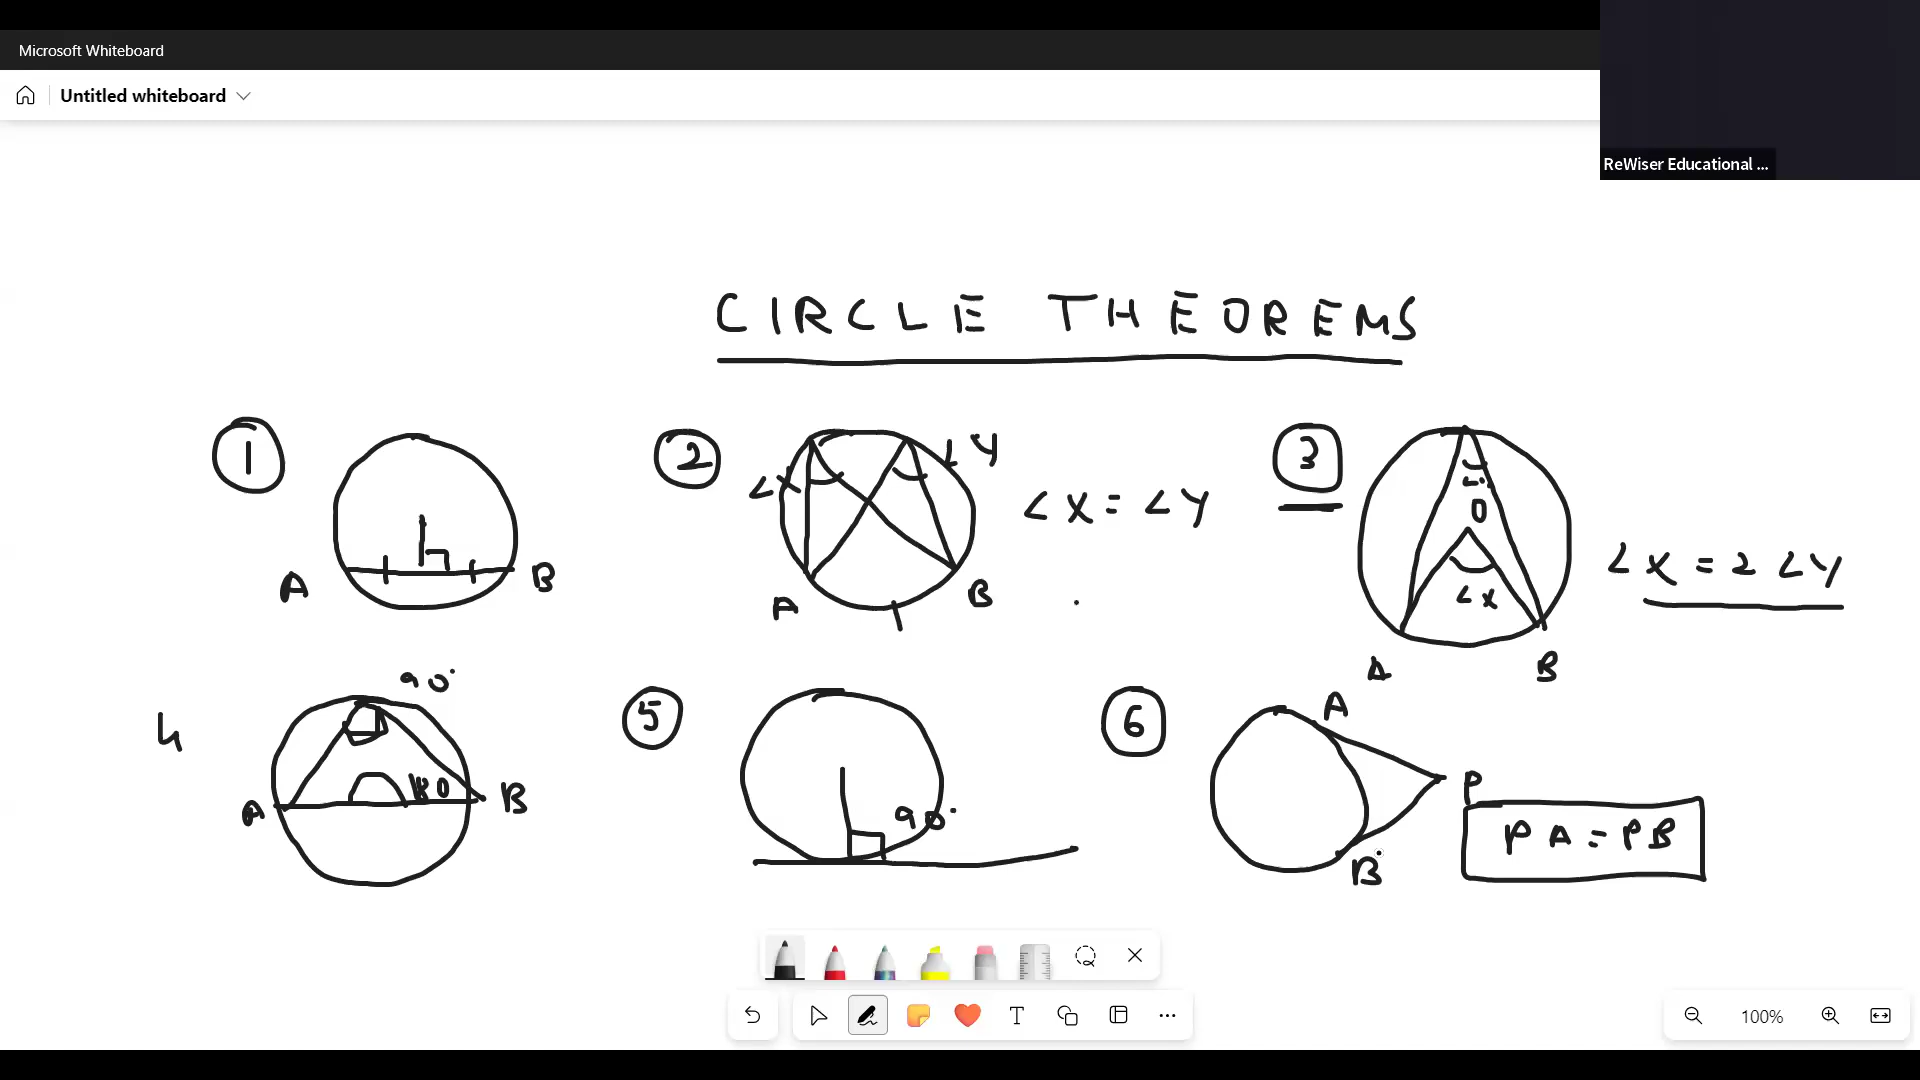 Microsoft Whiteboard
Untitled whiteboard
ReWiser Educational ...
CIRCLE THEOREMS
1
A B
2
∠X ∠Y
∠X = ∠Y
A B
3
O
∠X
∠X = 2∠Y
A B
4
90°
180
A B
5
90°
6
A
P
B
PA = PB
100%